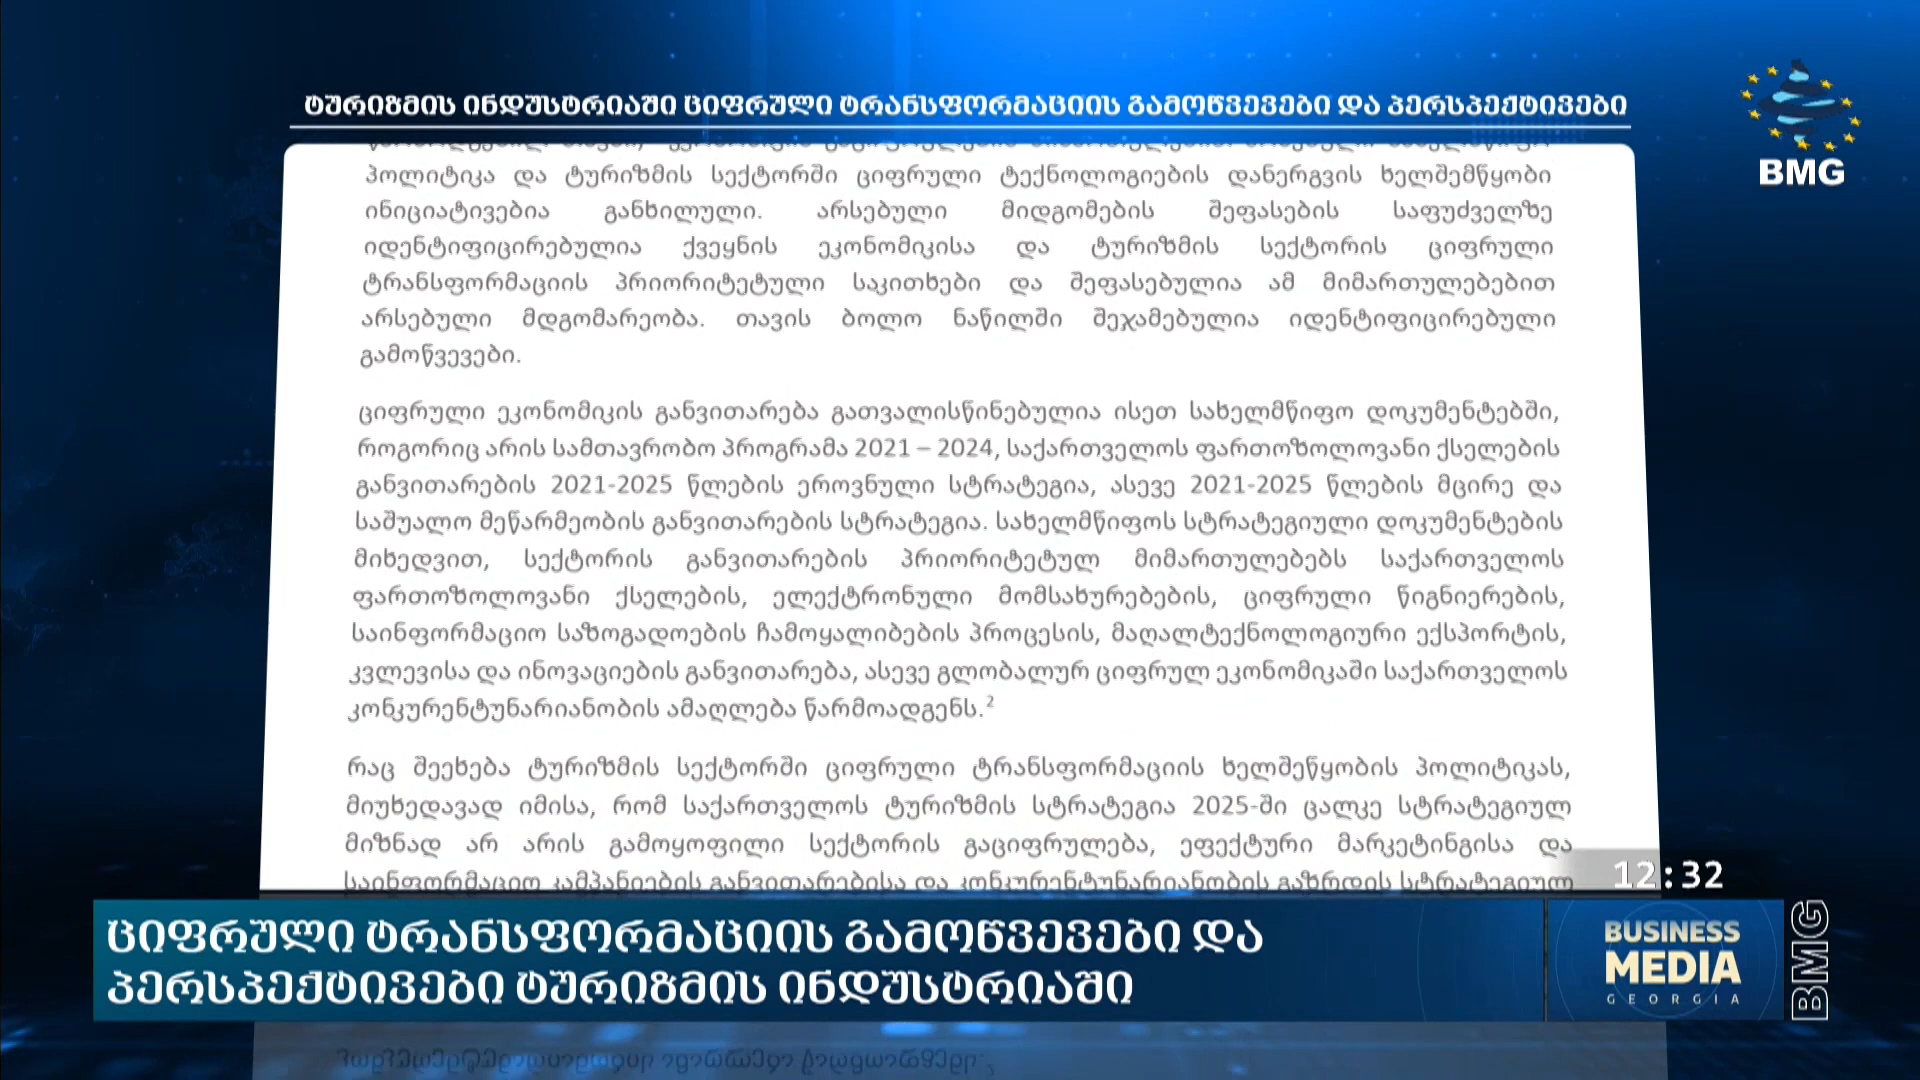 ტურიზმის ინდუსტრიაში ციფრული ტრანსფორმაციის გამოწვევები და პერსპექტივები
BMG
პოლიტიკა და ტურიზმის სექტორში ციფრული ტექნოლოგიების დანერგვის ხელშემწყობი
ინიციატივებია განხილული. არსებული მიდგომების შეფასების საფუძველზე
იდენტიფიცირებულია ქვეყნის ეკონომიკისა და ტურიზმის სექტორის ციფრული
ტრანსფორმაციის პრიორიტეტული საკითხები და შეფასებულია ამ მიმართულებებით
არსებული მდგომარეობა. თავის ბოლო ნაწილში შეჯამებულია იდენტიფიცირებული
გამოწვევები.
ციფრული ეკონომიკის განვითარება გათვალისწინებულია ისეთ სახელმწიფო დოკუმენტებში,
როგორიც არის სამთავრობო პროგრამა 2021 – 2024, საქართველოს ფართოზოლოვანი ქსელების
განვითარების 2021-2025 წლების ეროვნული სტრატეგია, ასევე 2021-2025 წლების მცირე და
საშუალო მეწარმეობის განვითარების სტრატეგია. სახელმწიფოს სტრატეგიული დოკუმენტების
მიხედვით, სექტორის განვითარების პრიორიტეტულ მიმართულებებს საქართველოს
ფართოზოლოვანი ქსელების, ელექტრონული მომსახურებების, ციფრული წიგნიერების,
საინფორმაციო საზოგადოების ჩამოყალიბების პროცესის, მაღალტექნოლოგიური ექსპორტის,
კვლევისა და ინოვაციების განვითარება, ასევე გლობალურ ციფრულ ეკონომიკაში საქართველოს
კონკურენტუნარიანობის ამაღლება წარმოადგენს.²
რაც შეეხება ტურიზმის სექტორში ციფრული ტრანსფორმაციის ხელშეწყობის პოლიტიკას,
მიუხედავად იმისა, რომ საქართველოს ტურიზმის სტრატეგია 2025-ში ცალკე სტრატეგიულ
მიზნად არ არის გამოყოფილი სექტორის გაციფრულება, ეფექტური მარკეტინგისა და
საინფორმაციო კამპანიების განვითარებისა და კონკურენტუნარიანობის გაზრდის სტრატეგიულ
12:32
ციფრული ტრანსფორმაციის გამოწვევები და
პერსპექტივები ტურიზმის ინდუსტრიაში
BUSINESS
MEDIA
GEORGIA
BMG